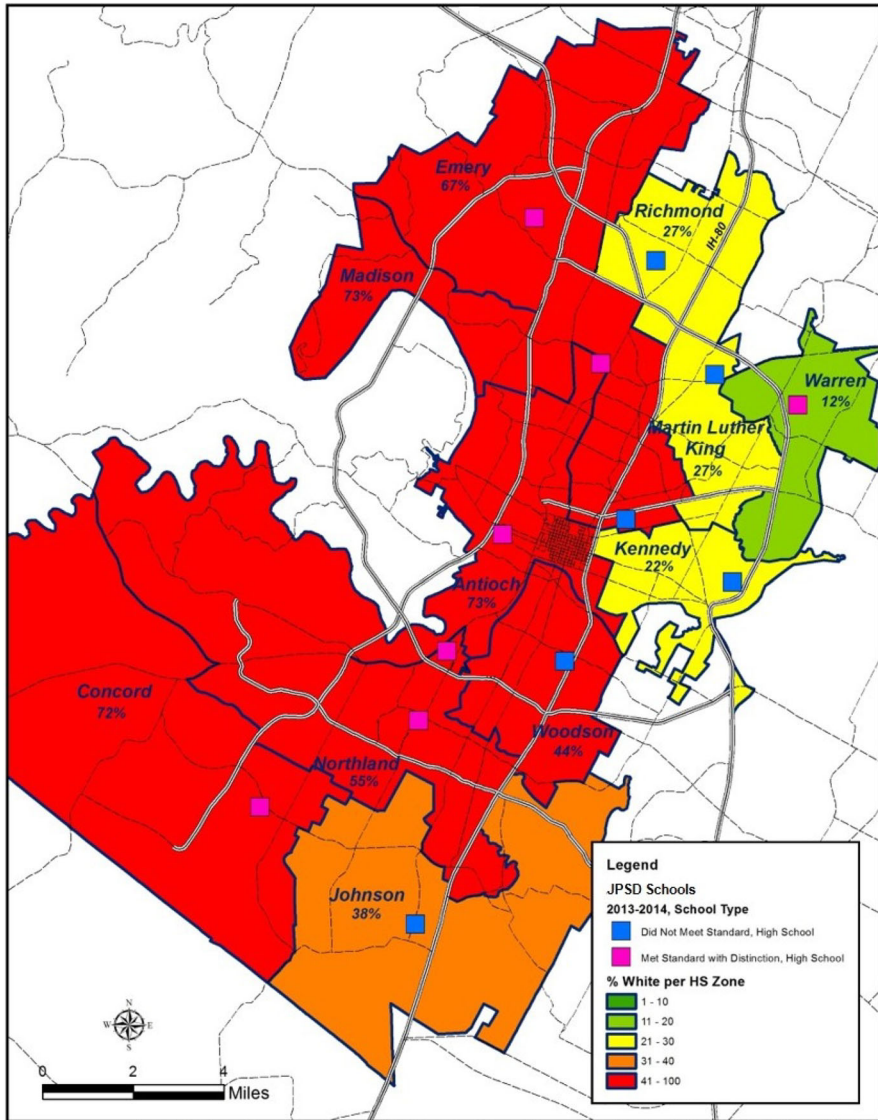 Emery
67%
Richmond
27%
IH-80
Madison
73%
Warren
12%
Martin Luther
King
27%
Kennedy
22%
Antioch
73%
Concord
72%
Woodson
44%
Northland
55%
Johnson
38%
Legend
JPSD Schools
2013-2014, School Type
Did Not Meet Standard, High School
Met Standard with Distinction, High School
% White per HS Zone
1 - 10
11 - 20
21 - 30
31 - 40
41 - 100
N
W E
S
0 2 4
Miles